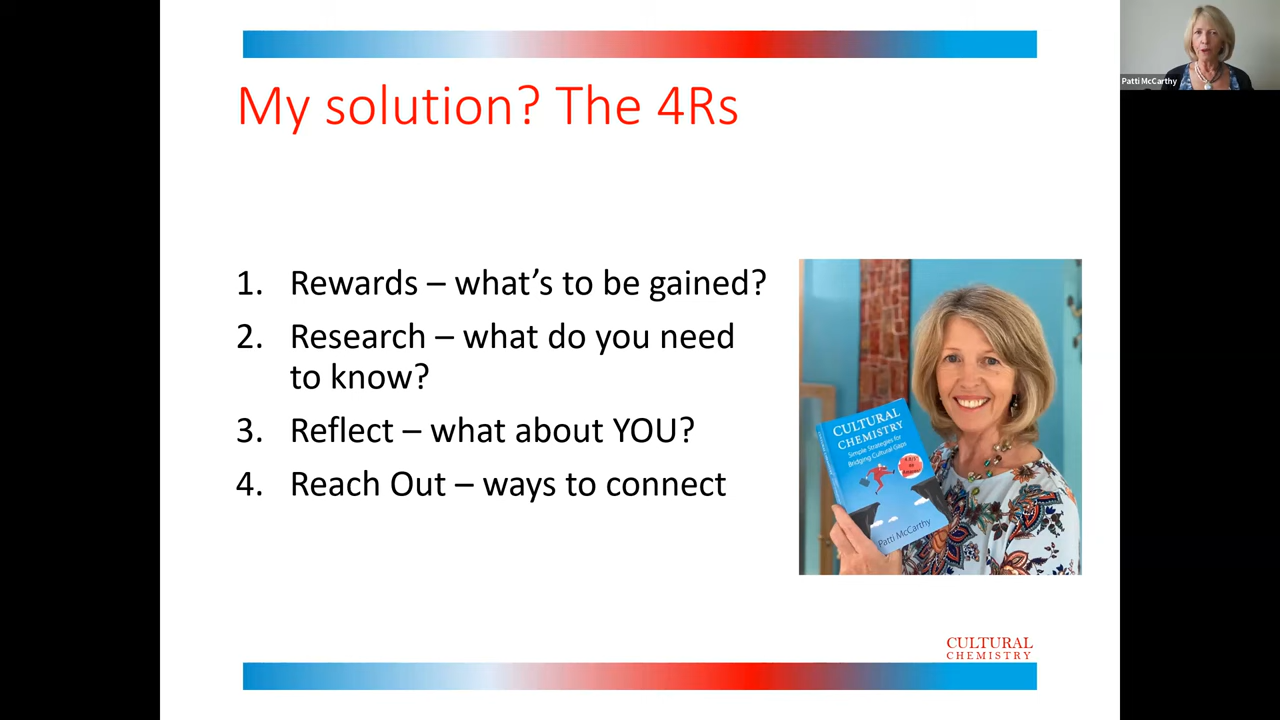 My solution? The 4Rs
Patti McCarthy
1. Rewards – what's to be gained?
2. Research – what do you need
to know?
3. Reflect – what about YOU?
4. Reach Out – ways to connect
CULTURAL
CHEMISTRY
Simple Strategies for
Bridging Cultural Gaps
Patti McCarthy
CULTURAL
CHEMISTRY